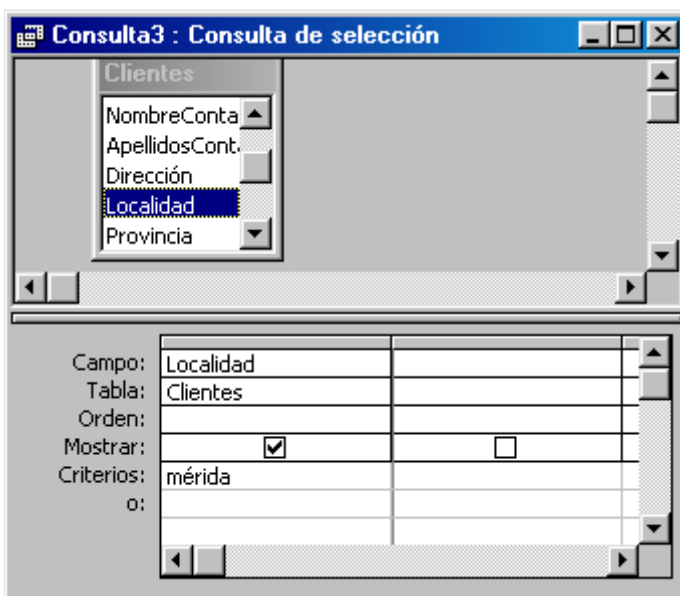 Consulta3 : Consulta de selección
Clientes
NombreConta
ApellidosCont
Dirección
Localidad
Provincia
Campo: Localidad
Tabla: Clientes
Orden:
Mostrar:
Criterios: mérida
o: